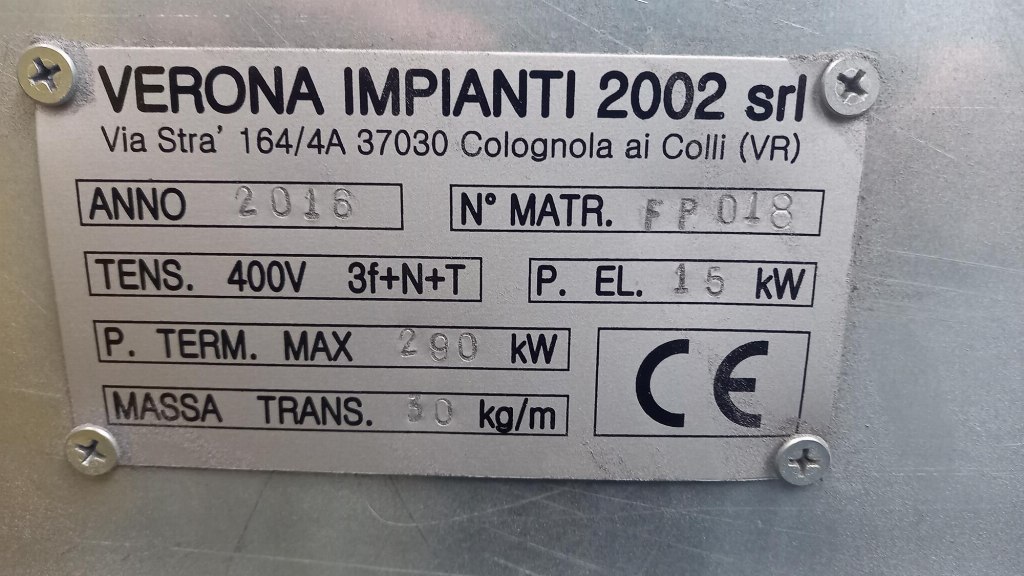 VERONA IMPIANTI 2002 srl
Via Stra' 164/4A 37030 Colognola ai Colli (VR)
ANNO 2016 N° MATR. FP018
TENS. 400V 3f+N+T P. EL. 15 kW
P. TERM. MAX 290 kW
MASSA TRANS. 30 kg/m
CE